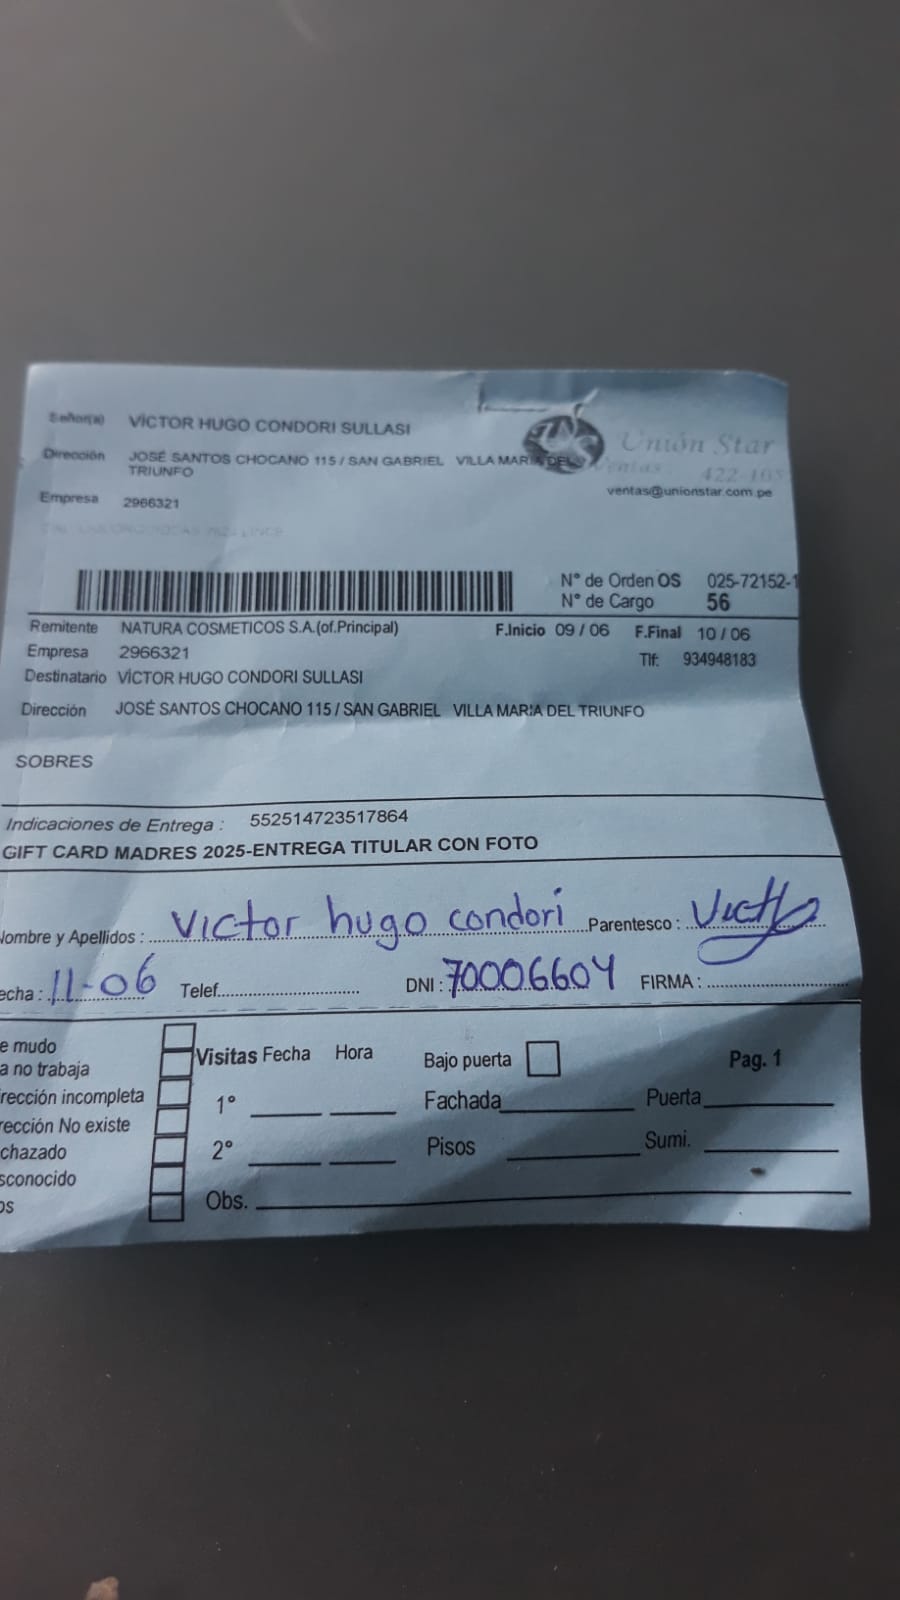 Señor(a) VÍCTOR HUGO CONDORI SULLASI
Unión Star
Dirección JOSÉ SANTOS CHOCANO 115 / SAN GABRIEL VILLA MARIA DEL
TRIUNFO
Ventas 422-165
ventas@unionstar.com.pe
Empresa 2966321
N° de Orden OS 025-72152-1
N° de Cargo 56
Remitente NATURA COSMETICOS S.A.(of.Principal) F.Inicio 09 / 06 F.Final 10 / 06
Empresa 2966321 Tlf: 934948183
Destinatario VÍCTOR HUGO CONDORI SULLASI
Dirección JOSÉ SANTOS CHOCANO 115 / SAN GABRIEL VILLA MARIA DEL TRIUNFO
SOBRES
Indicaciones de Entrega : 552514723517864
GIFT CARD MADRES 2025-ENTREGA TITULAR CON FOTO
Nombre y Apellidos : Victor hugo condori Parentesco :
echa : 11-06 Telef. DNI : 70006604 FIRMA :
e mudo
Visitas Fecha Hora Bajo puerta Pag. 1
a no trabaja
rección incompleta
1° Fachada Puerta
rección No existe
2° Pisos Sumi.
chazado
sconocido
os
Obs.